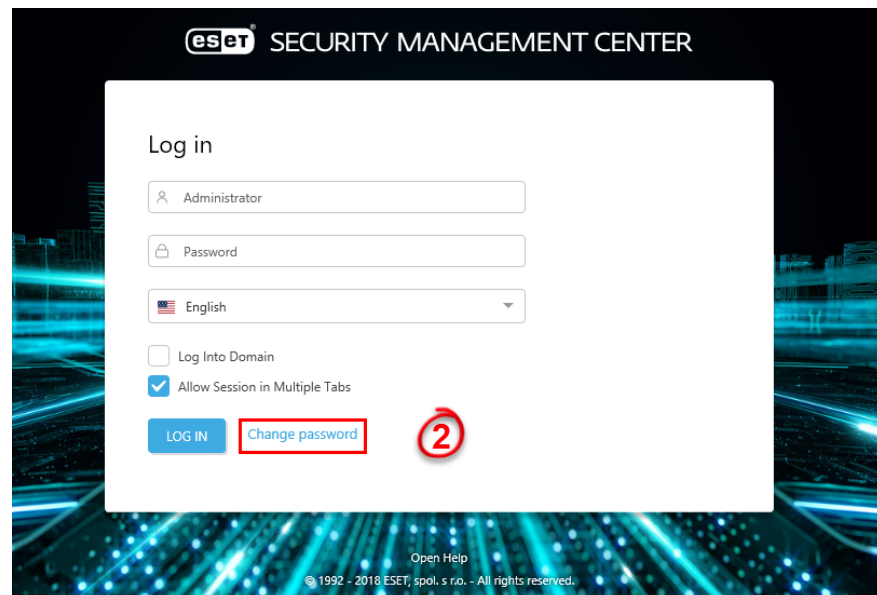 eset® SECURITY MANAGEMENT CENTER
Log in
Administrator
Password
English
Log Into Domain
Allow Session in Multiple Tabs
LOG IN Change password 2
Open Help
© 1992 - 2018 ESET, spol. s r.o. - All rights reserved.